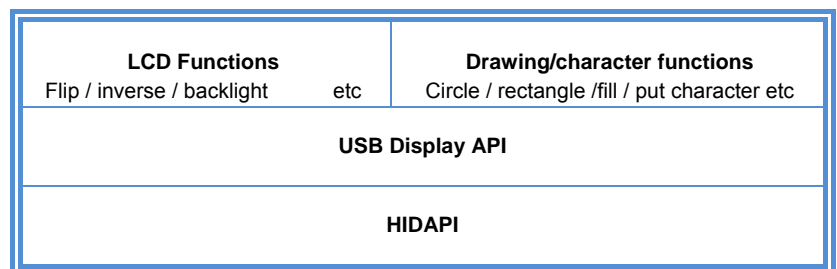 LCD Functions
Flip / inverse / backlight etc
Drawing/character functions
Circle / rectangle /fill / put character etc
USB Display API
HIDAPI